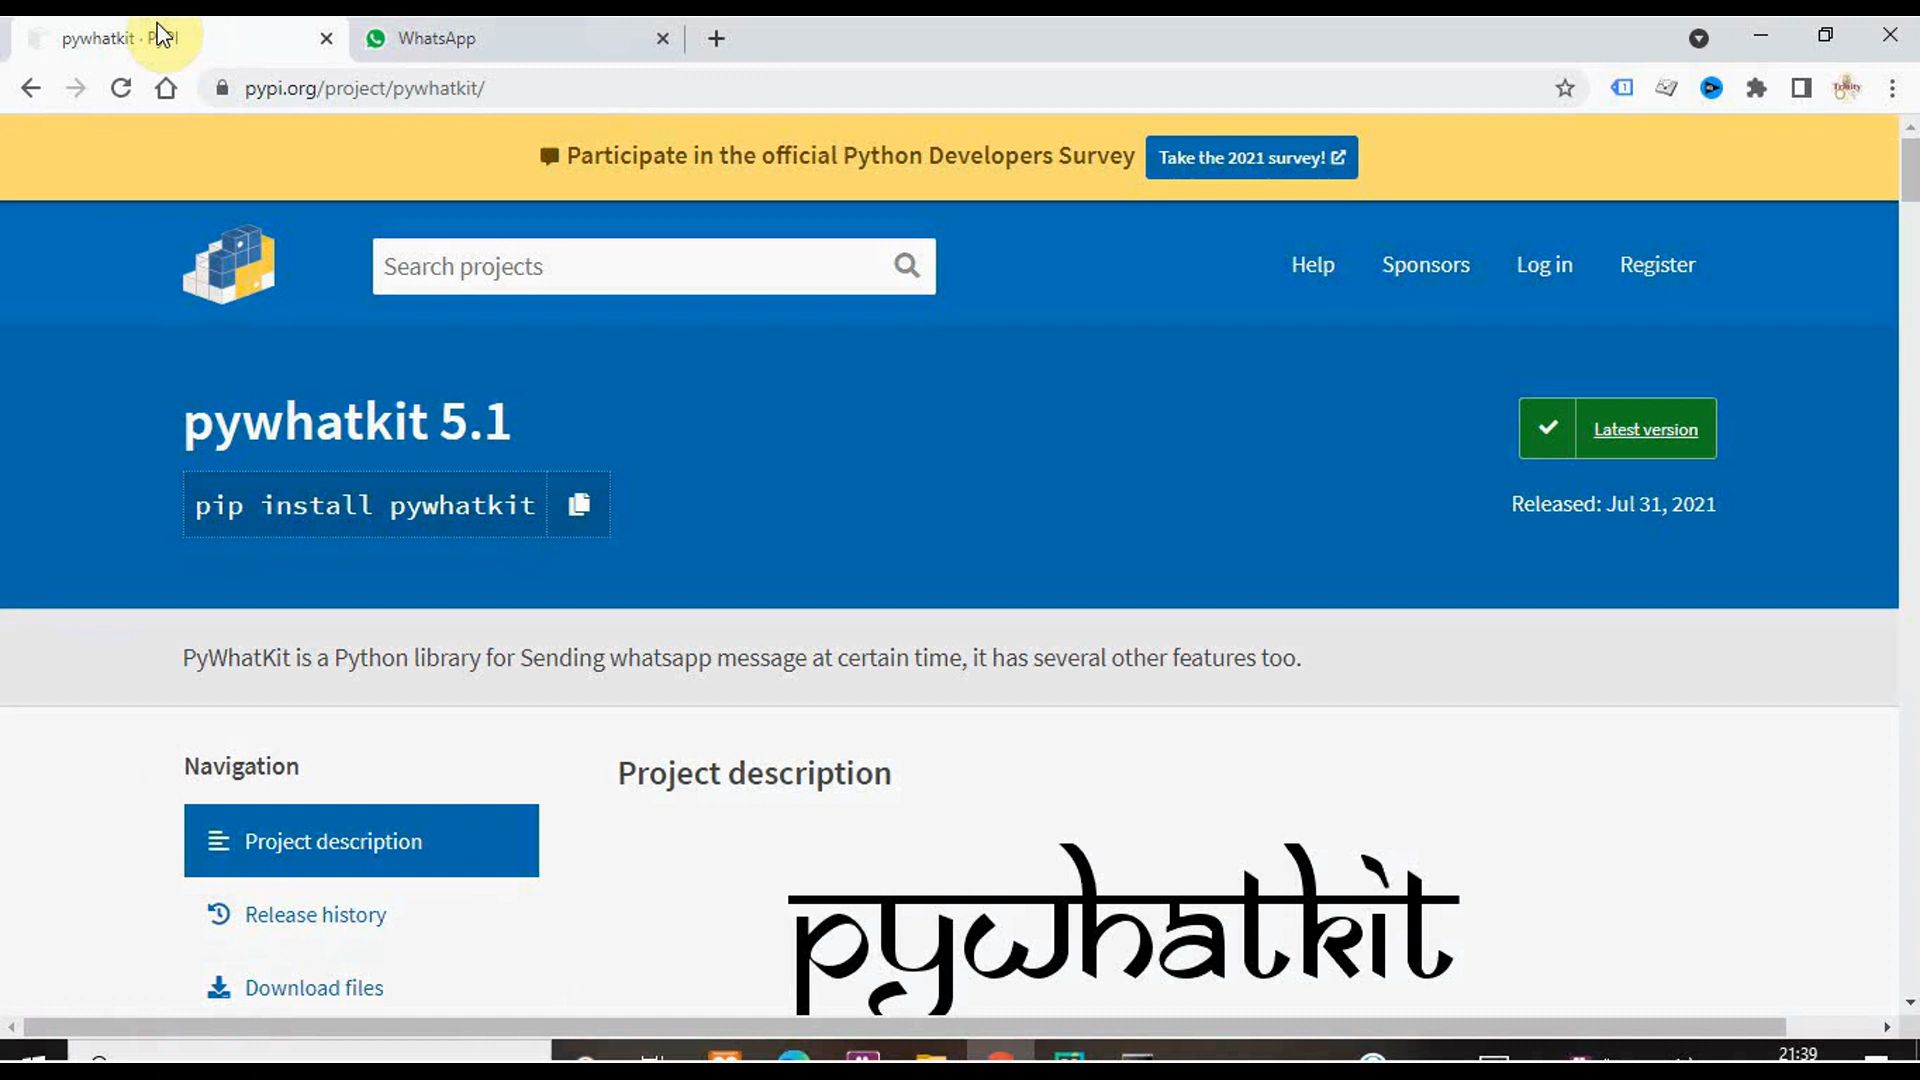 pywhatkit · PyPI
WhatsApp
pypi.org/project/pywhatkit/
Participate in the official Python Developers Survey
Take the 2021 survey!
Search projects
Help
Sponsors
Log in
Register
pywhatkit 5.1
Latest version
pip install pywhatkit
Released: Jul 31, 2021
PyWhatKit is a Python library for Sending whatsapp message at certain time, it has several other features too.
Navigation
Project description
Project description
pywhatkit
Release history
Download files
21:39